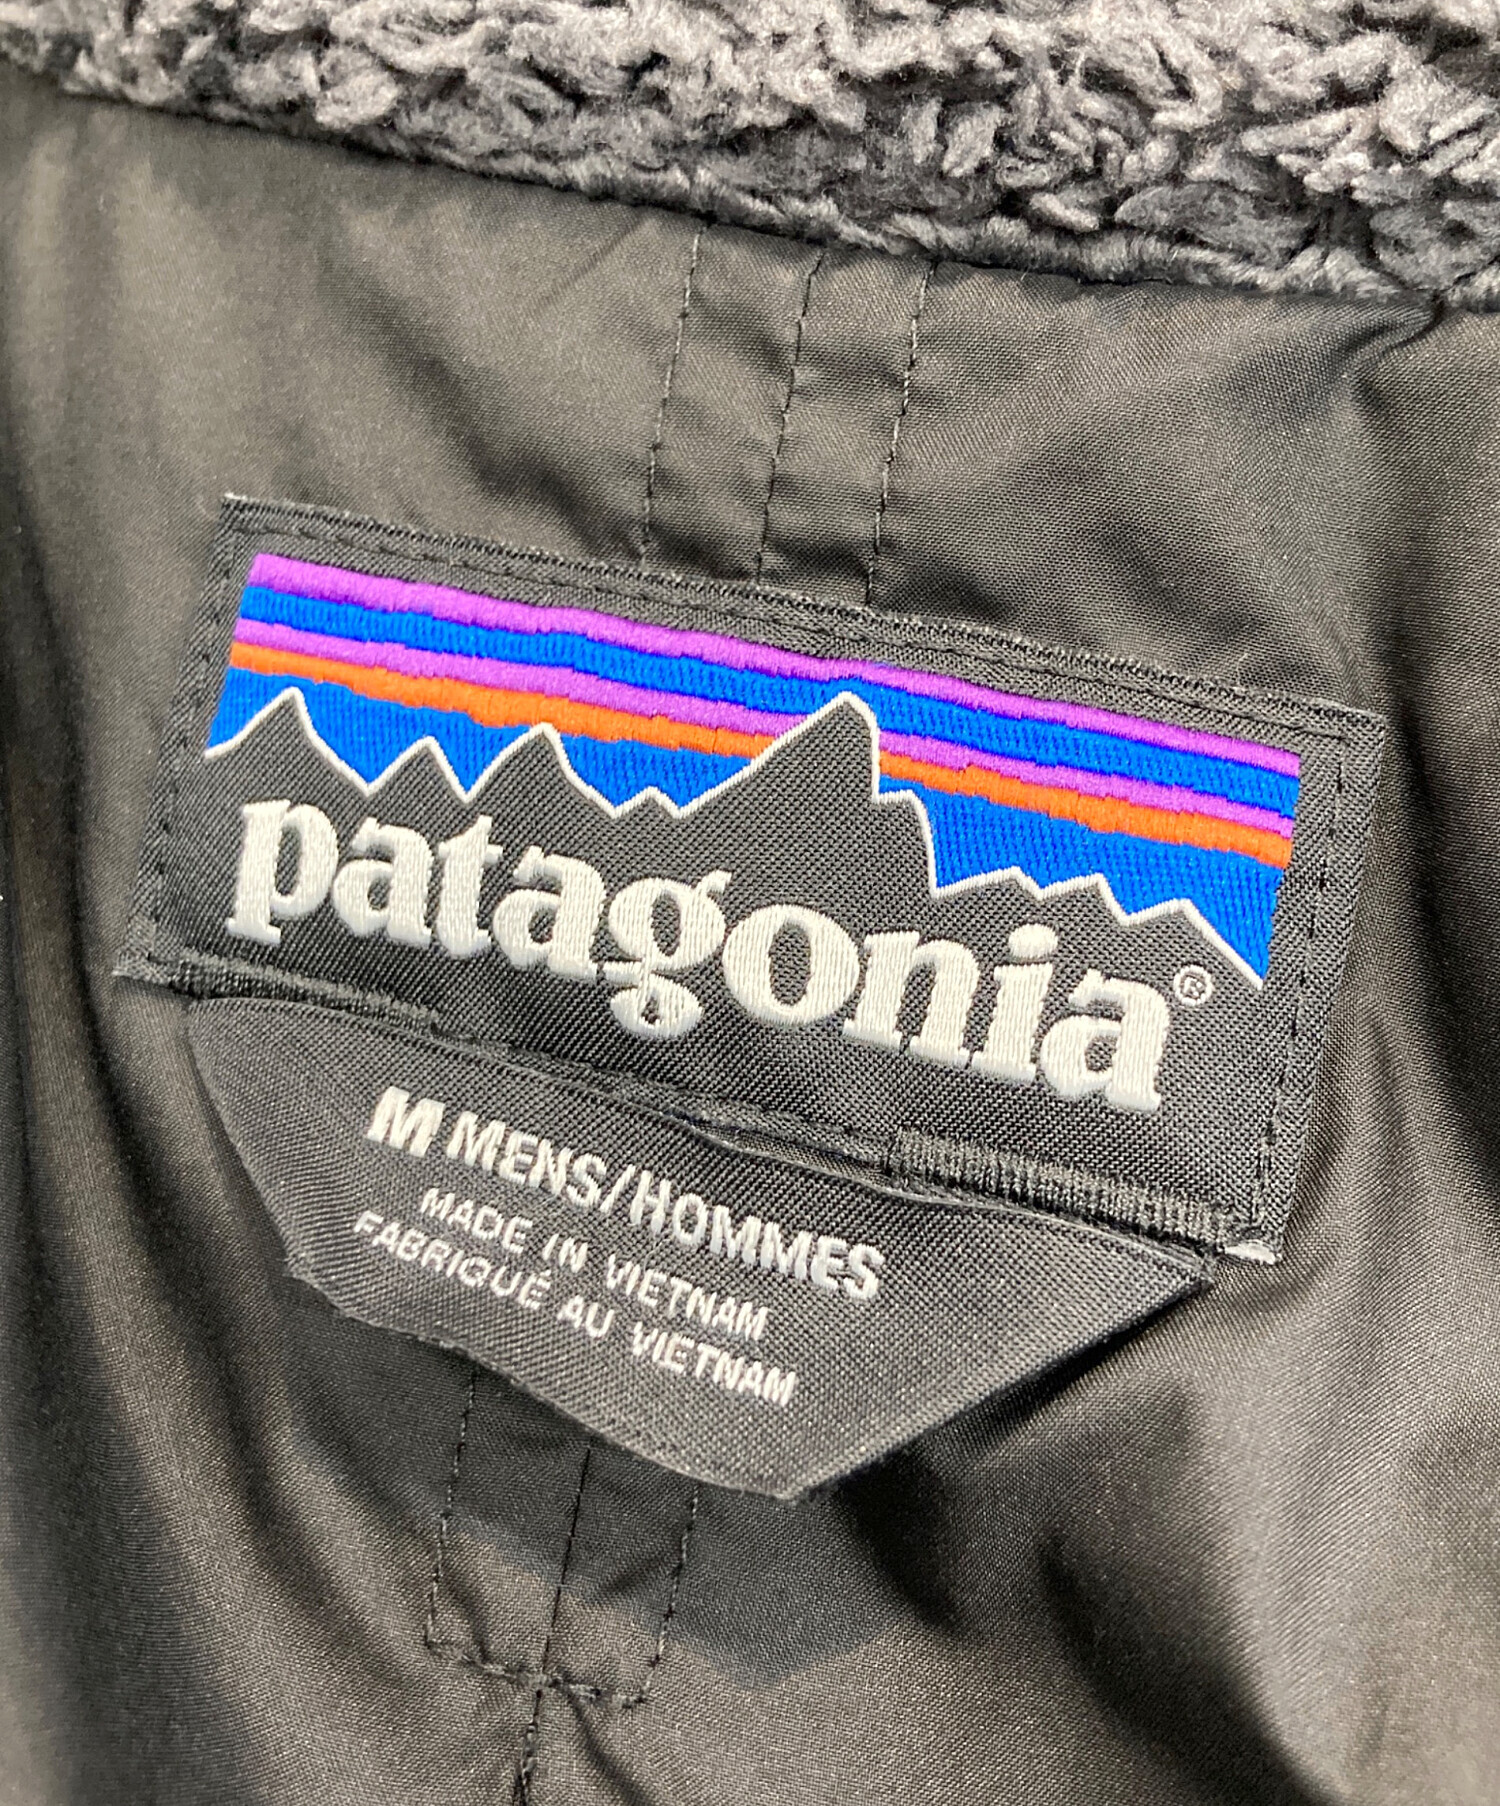 patagonia®
M MENS/HOMMES
MADE IN VIETNAM
FABRIQUÉ AU VIETNAM